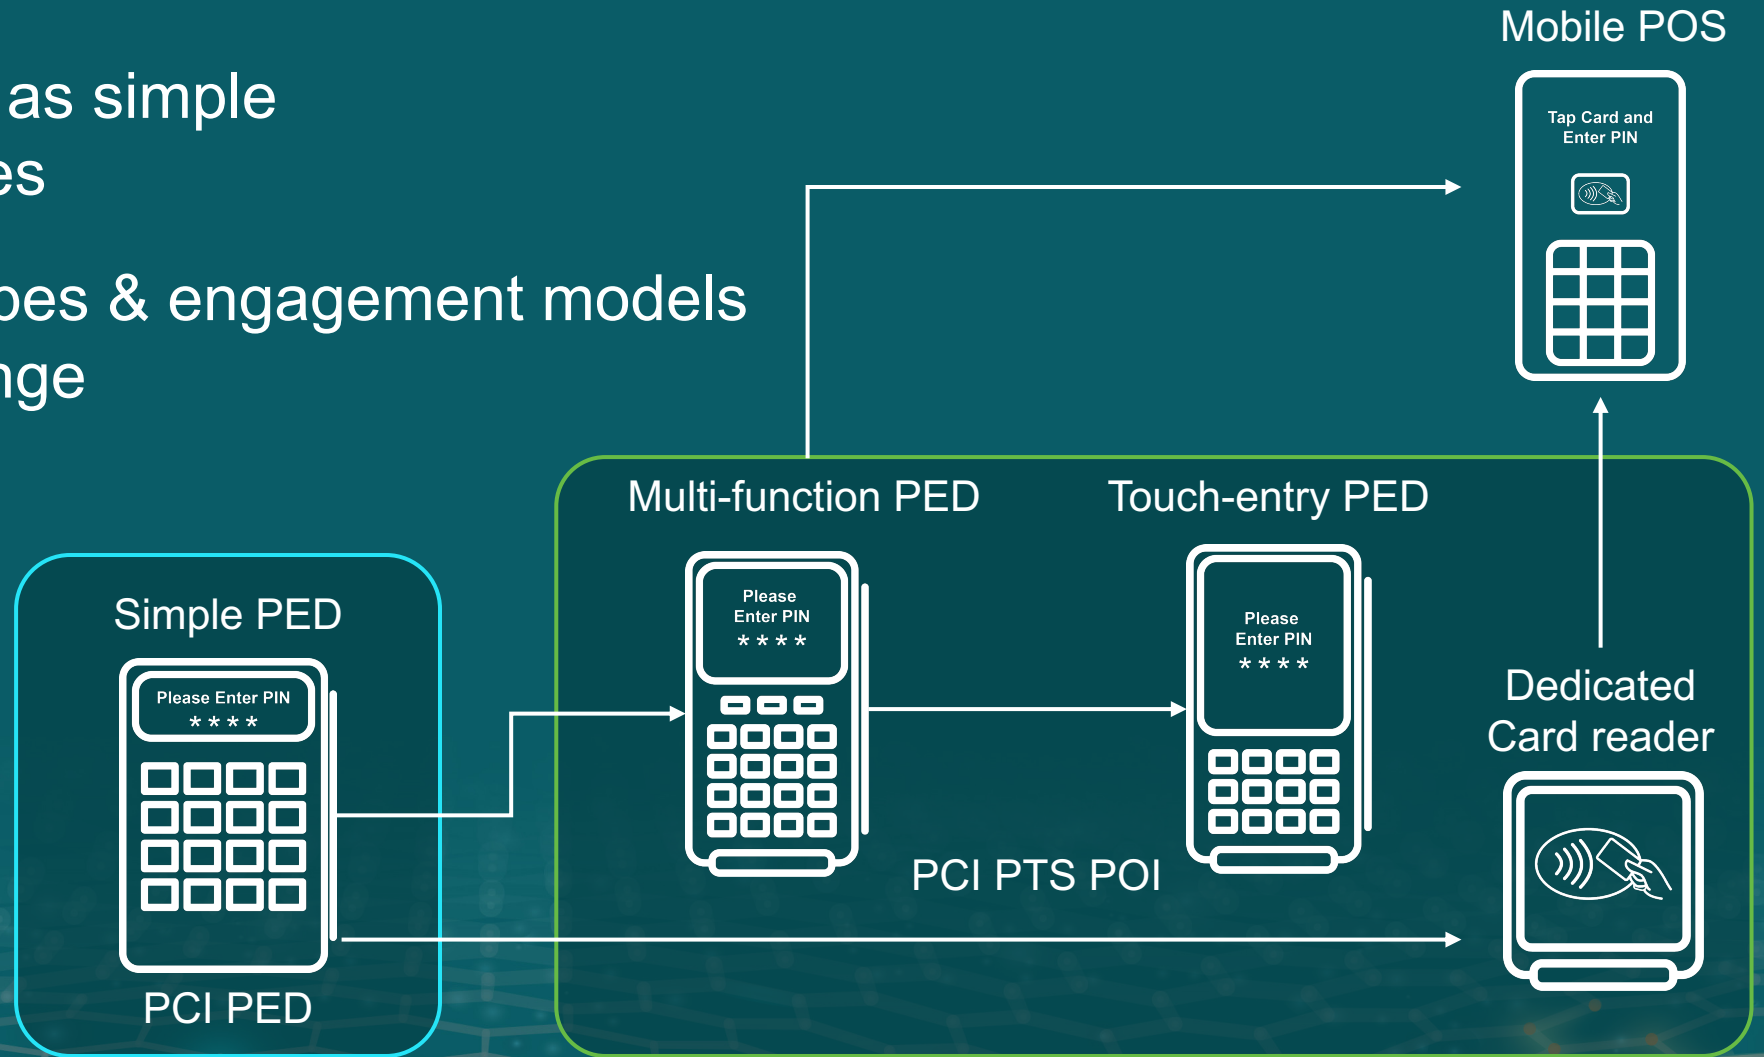 as simple
es
pes & engagement models
nge
Mobile POS
Tap Card and
Enter PIN
Multi-function PED
Please
Enter PIN
****
Touch-entry PED
Please
Enter PIN
****
Simple PED
Please Enter PIN
****
PCI PED
PCI PTS POI
Dedicated
Card reader